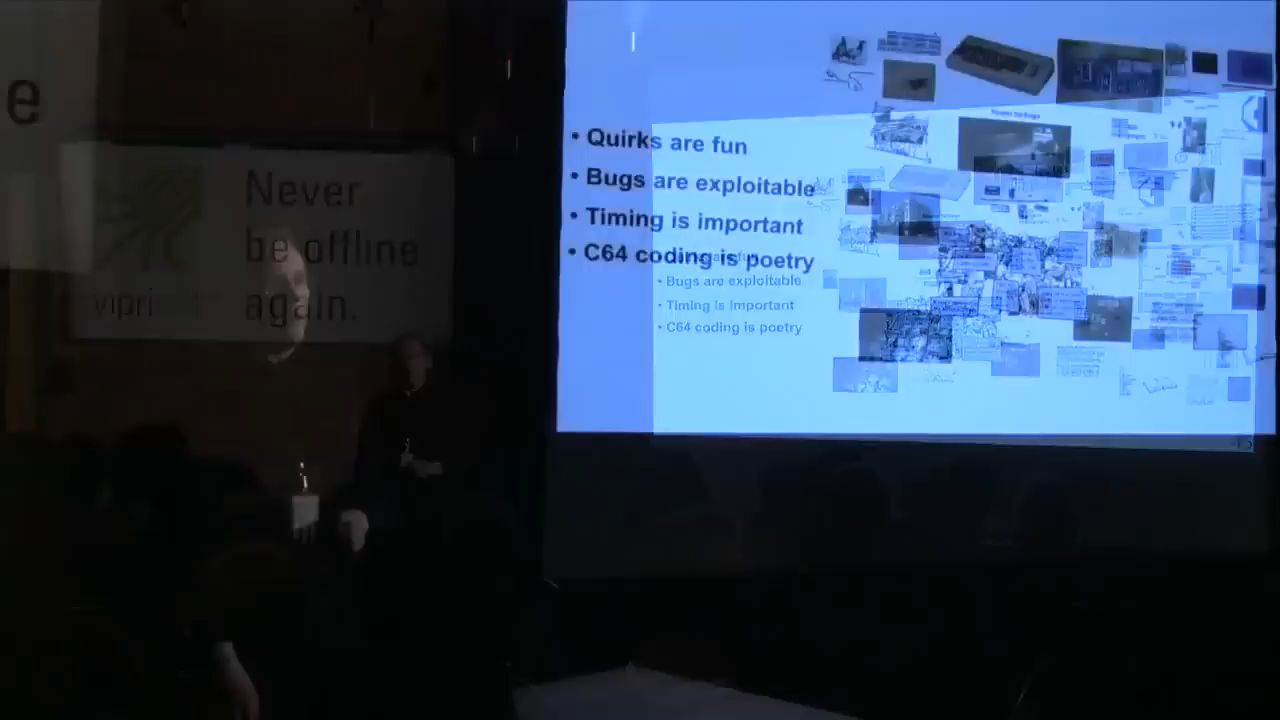 e
Never
be offline
again.
vipri
• Quirks are fun
• Bugs are exploitable
• Timing is important
• C64 coding is poetry
• Bugs are exploitable
• Timing is important
• C64 coding is poetry